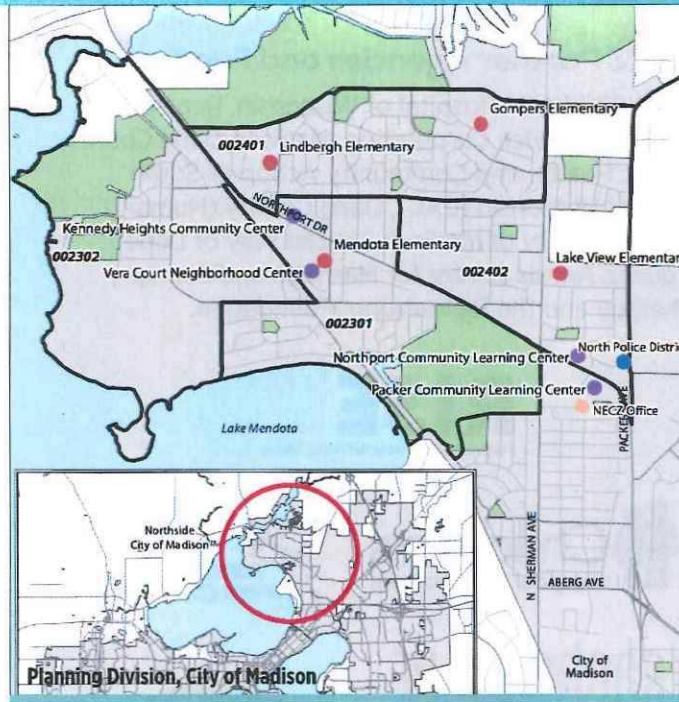 Gompers Elementary
002401
Lindbergh Elementary
NORTHPORT DR
Kennedy Heights Community Center
Mendota Elementary
002302
Vera Court Neighborhood Center
002402
Lake View Elementar
002301
Northport Community Learning Center
North Police Distri
Packer Community Learning Center
NECZ Office
PACKERS AVE
Lake Mendota
N SHERMAN AVE
Northside
City of Madison
ABERG AVE
City of
Madison
Planning Division, City of Madison